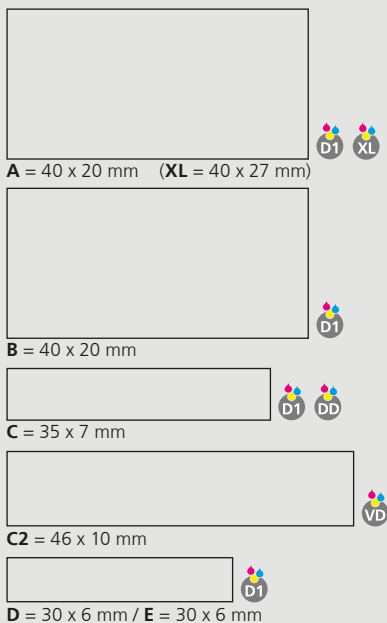 D1 XL
A = 40 x 20 mm (XL = 40 x 27 mm)
D1
B = 40 x 20 mm
D1 DD
C = 35 x 7 mm
VD
C2 = 46 x 10 mm
D1
D = 30 x 6 mm / E = 30 x 6 mm